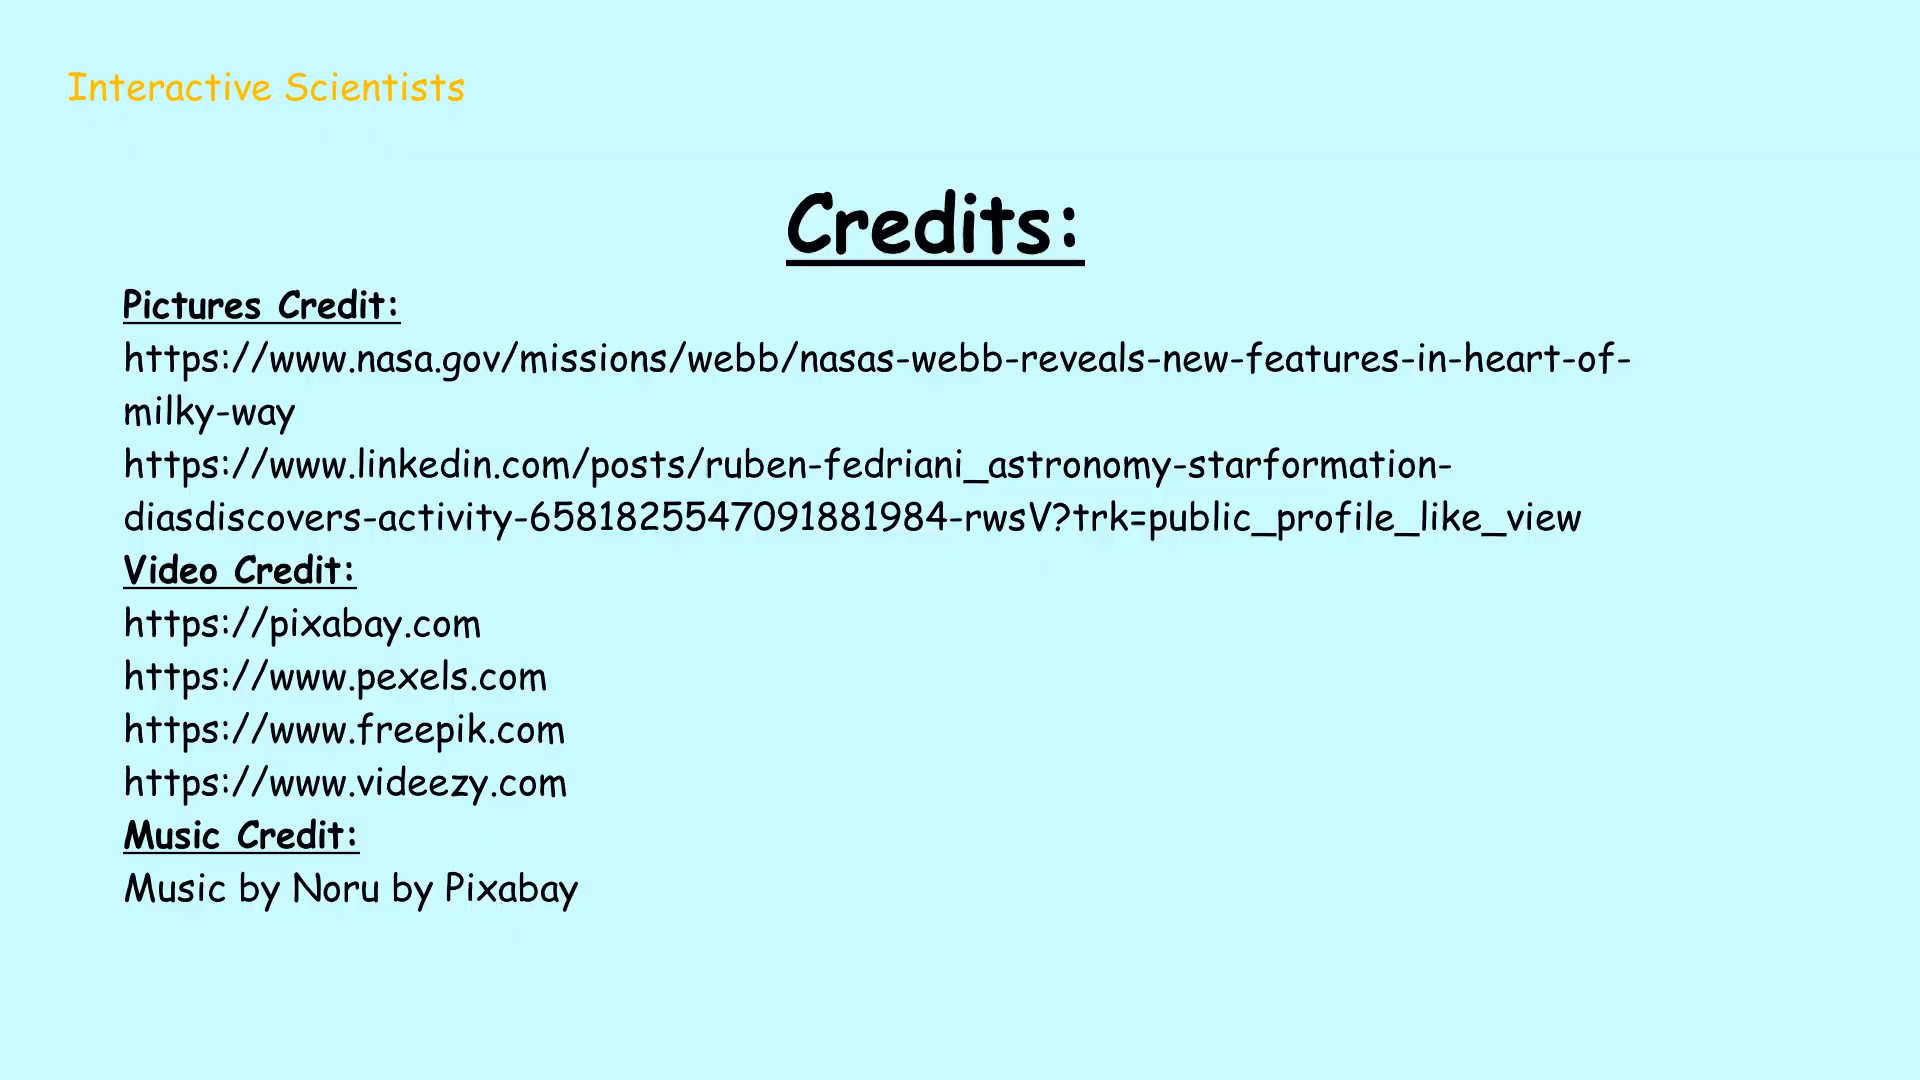 Interactive Scientists
Credits:
Pictures Credit:
https://www.nasa.gov/missions/webb/nasas-webb-reveals-new-features-in-heart-of-
milky-way
https://www.linkedin.com/posts/ruben-fedriani_astronomy-starformation-
diasdiscovers-activity-6581825547091881984-rwsV?trk=public_profile_like_view
Video Credit:
https://pixabay.com
https://www.pexels.com
https://www.freepik.com
https://www.videezy.com
Music Credit:
Music by Noru by Pixabay